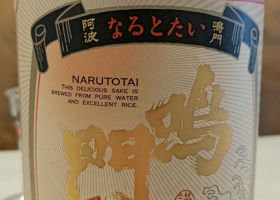 阿波 なるとたい 鳴門
NARUTOTAI
THIS DELICIOUS SAKE IS
BREWED FROM PURE WATER
AND EXCELLENT RICE.
鳴門